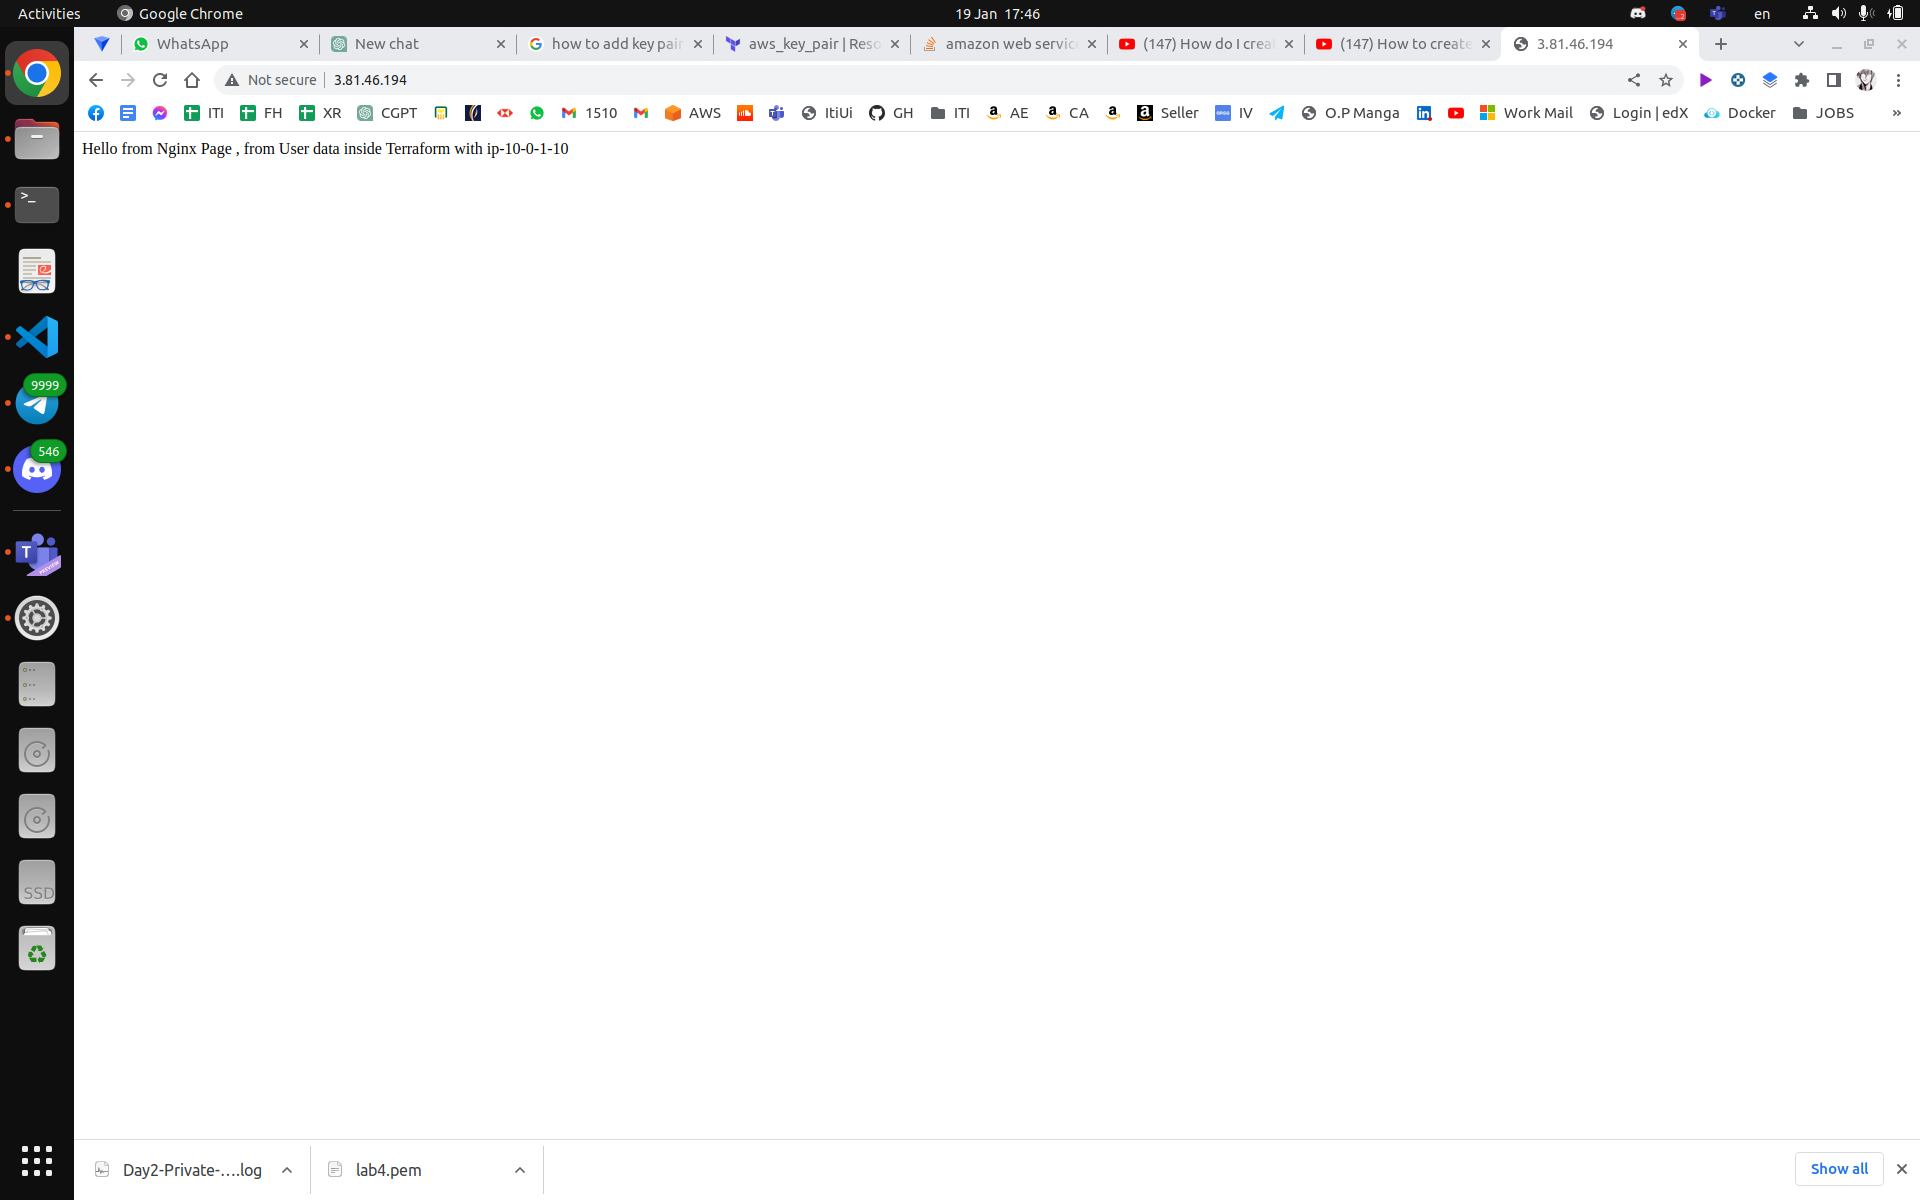 Activities
Google Chrome
19 Jan 17:46
en
WhatsApp
New chat
how to add key pair
aws_key_pair | Reso
amazon web servic
(147) How do I crea
(147) How to create
3.81.46.194
Not secure
3.81.46.194
ITI
FH
XR
CGPT
1510
AWS
ItiUi
GH
ITI
AE
CA
Seller
IV
O.P Manga
Work Mail
Login | edX
Docker
JOBS
»
Hello from Nginx Page , from User data inside Terraform with ip-10-0-1-10
>_
9999
546
T
PREVIEW
SSD
Day2-Private-....log
lab4.pem
Show all